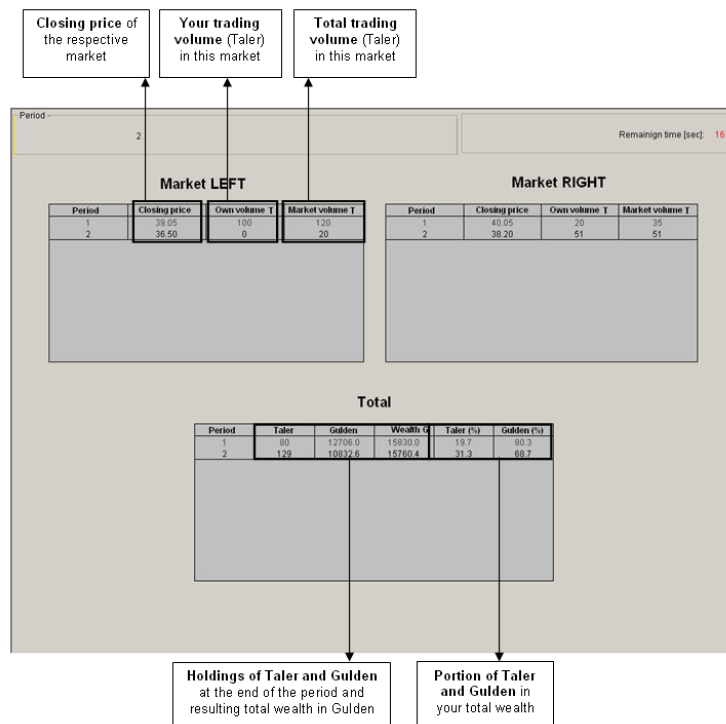 Closing price of
the respective
market
Your trading
volume (Taler)
in this market
Total trading
volume (Taler)
in this market
Period
2
Remainign time [sec]: 16
Market LEFT
Period Closing price Own volume T Market volume T
1 39.05 100 120
2 36.50 0 20
Market RIGHT
Period Closing price Own volume T Market volume T
1 40.05 20 35
2 38.20 51 51
Total
Period Taler Gulden Wealth G Taler (%) Gulden (%)
1 80 12706.0 15830.0 19.7 80.3
2 129 10832.6 15760.4 31.3 68.7
Holdings of Taler and Gulden
at the end of the period and
resulting total wealth in Gulden
Portion of Taler
and Gulden in
your total wealth